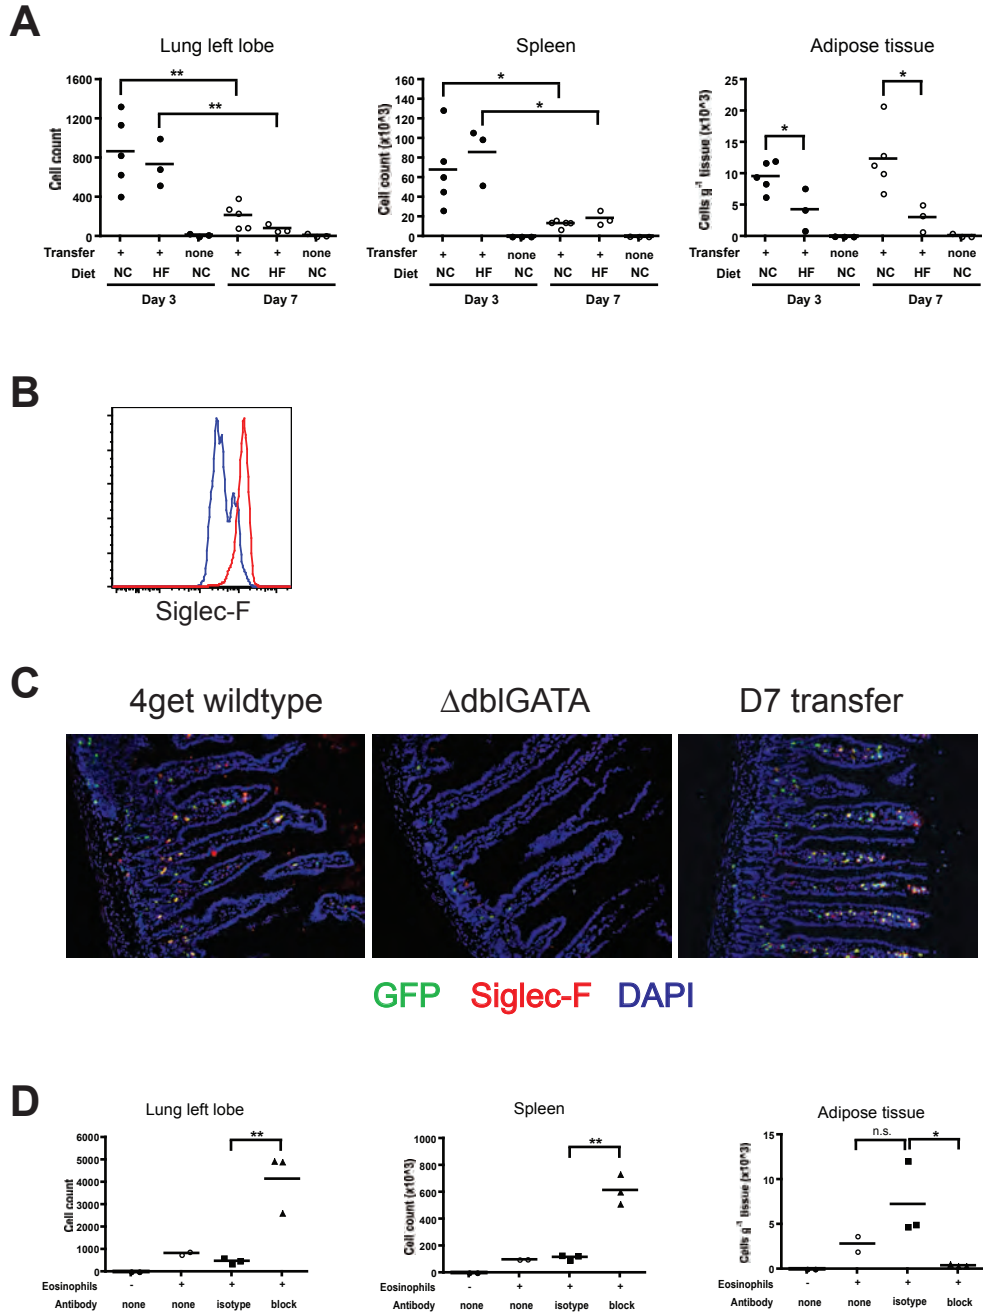 A
Lung left lobe
Spleen
Adipose tissue
Cell count
1600
1200
800
400
0
**
**
Transfer + + none + + none
Diet NC HF NC NC HF NC
Day 3 Day 7
Cell count (x10^3)
160
140
120
100
80
60
40
20
0
*
*
+ + none + + none
NC HF NC NC HF NC
Day 3 Day 7
Cells g-1 tissue (x10^3)
25
20
15
10
5
0
*
*
+ + none + + none
NC HF NC NC HF NC
Day 3 Day 7
B
Siglec-F
C
4get wildtype
ΔdblGATA
D7 transfer
GFP Siglec-F DAPI
D
Lung left lobe
Spleen
Adipose tissue
Cell count
6000
5000
4000
3000
2000
1000
0
**
Eosinophils - + + +
Antibody none none isotype block
Cell count (x10^3)
1000
800
600
400
200
0
**
Eosinophils - + + +
Antibody none none isotype block
Cells g-1 tissue (x10^3)
15
10
5
0
n.s.
*
Eosinophils - + + +
Antibody none none isotype block